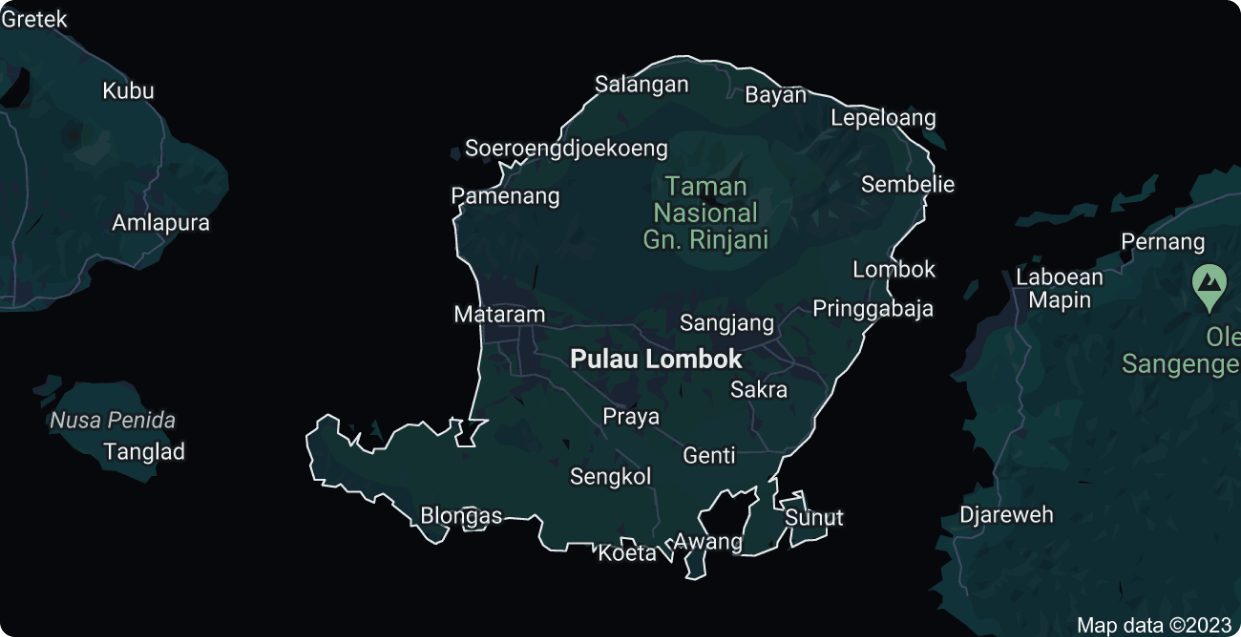 Gretek
Kubu
Salangan
Bayan
Lepeloang
Soeroengdjoekoeng
Pamenang
Taman
Nasional
Gn. Rinjani
Sembelie
Amlapura
Pernang
Lombok
Laboean
Mapin
Mataram
Sangjang
Pringgabaja
Ole
Sangenge
Pulau Lombok
Sakra
Nusa Penida
Praya
Tanglad
Genti
Sengkol
Blongas
Sunut
Djareweh
Koeta
Awang
Map data ©2023